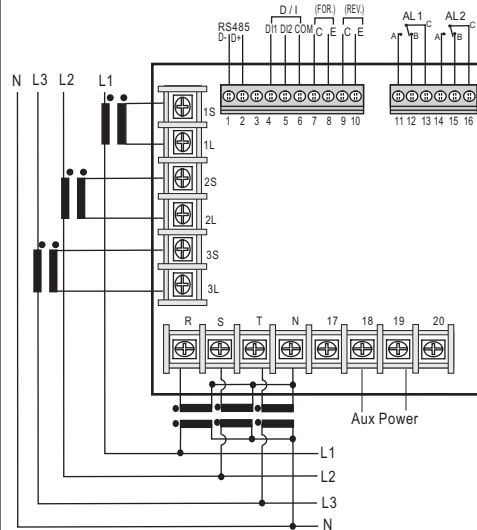 D / I (FOR.) (REV.) AL1 AL2
RS485
D- D+ DI1 DI2 COM C E C E A B C A B C
N L3 L2 L1
1 2 3 4 5 6 7 8 9 10 11 12 13 14 15 16
1S
1L
2S
2L
3S
3L
R S T N 17 18 19 20
Aux Power
L1
L2
L3
N